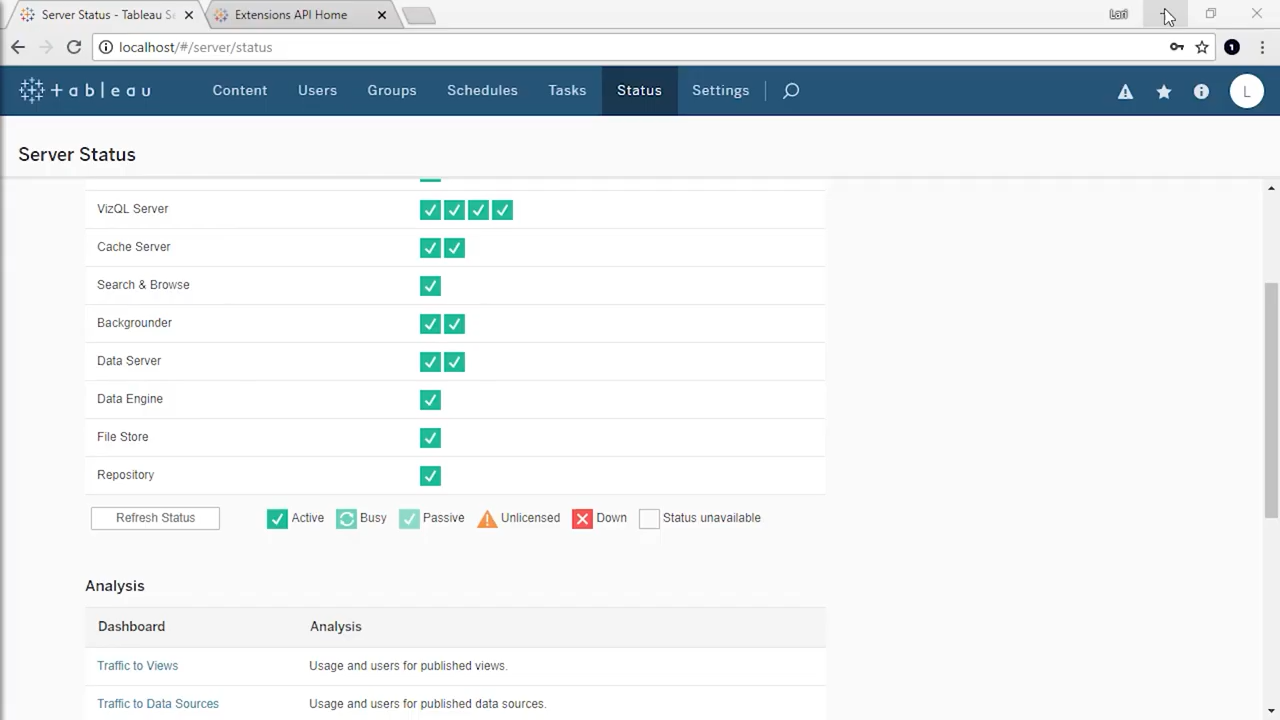 Server Status - Tableau Se
Extensions API Home
Lari
localhost/#/server/status
1
+ a b l e a u
Content
Users
Groups
Schedules
Tasks
Status
Settings
L
Server Status
VizQL Server
Cache Server
Search & Browse
Backgrounder
Data Server
Data Engine
File Store
Repository
Refresh Status
Active
Busy
Passive
Unlicensed
Down
Status unavailable
Analysis
Dashboard
Analysis
Traffic to Views
Usage and users for published views.
Traffic to Data Sources
Usage and users for published data sources.